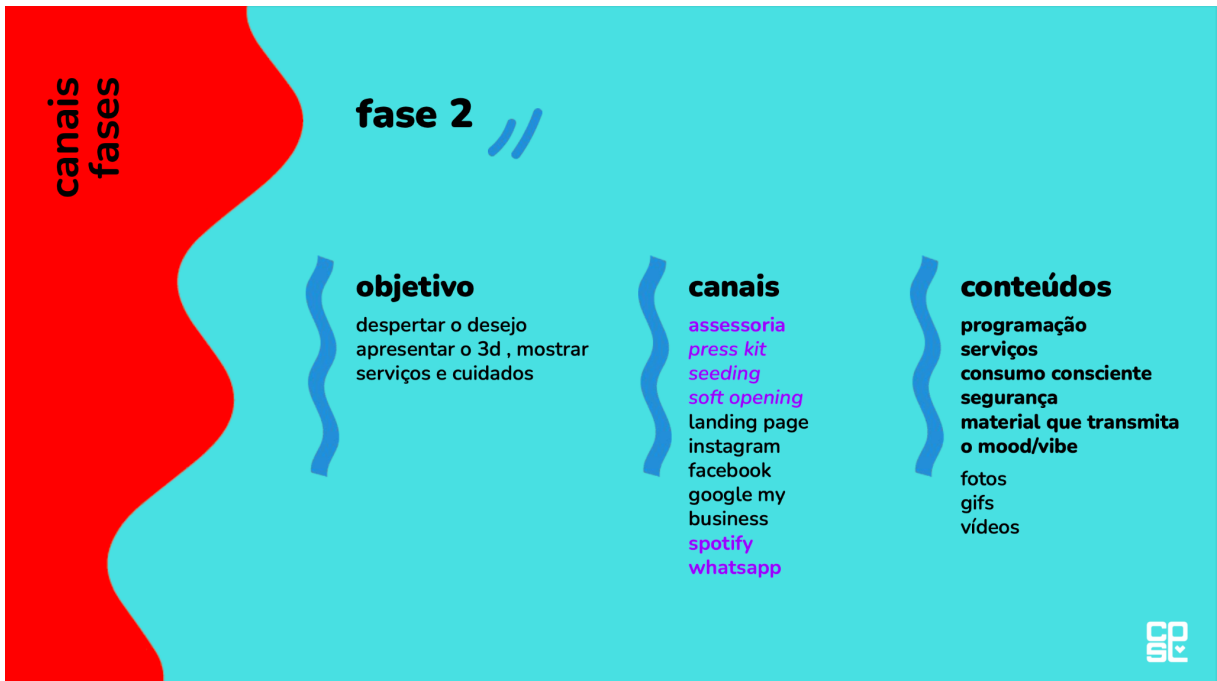 canais
fases
fase 2
objetivo
despertar o desejo
apresentar o 3d , mostrar
serviços e cuidados
canais
assessoria
press kit
seeding
soft opening
landing page
instagram
facebook
google my
business
spotify
whatsapp
conteúdos
programação
serviços
consumo consciente
segurança
material que transmita
o mood/vibe
fotos
gifs
vídeos